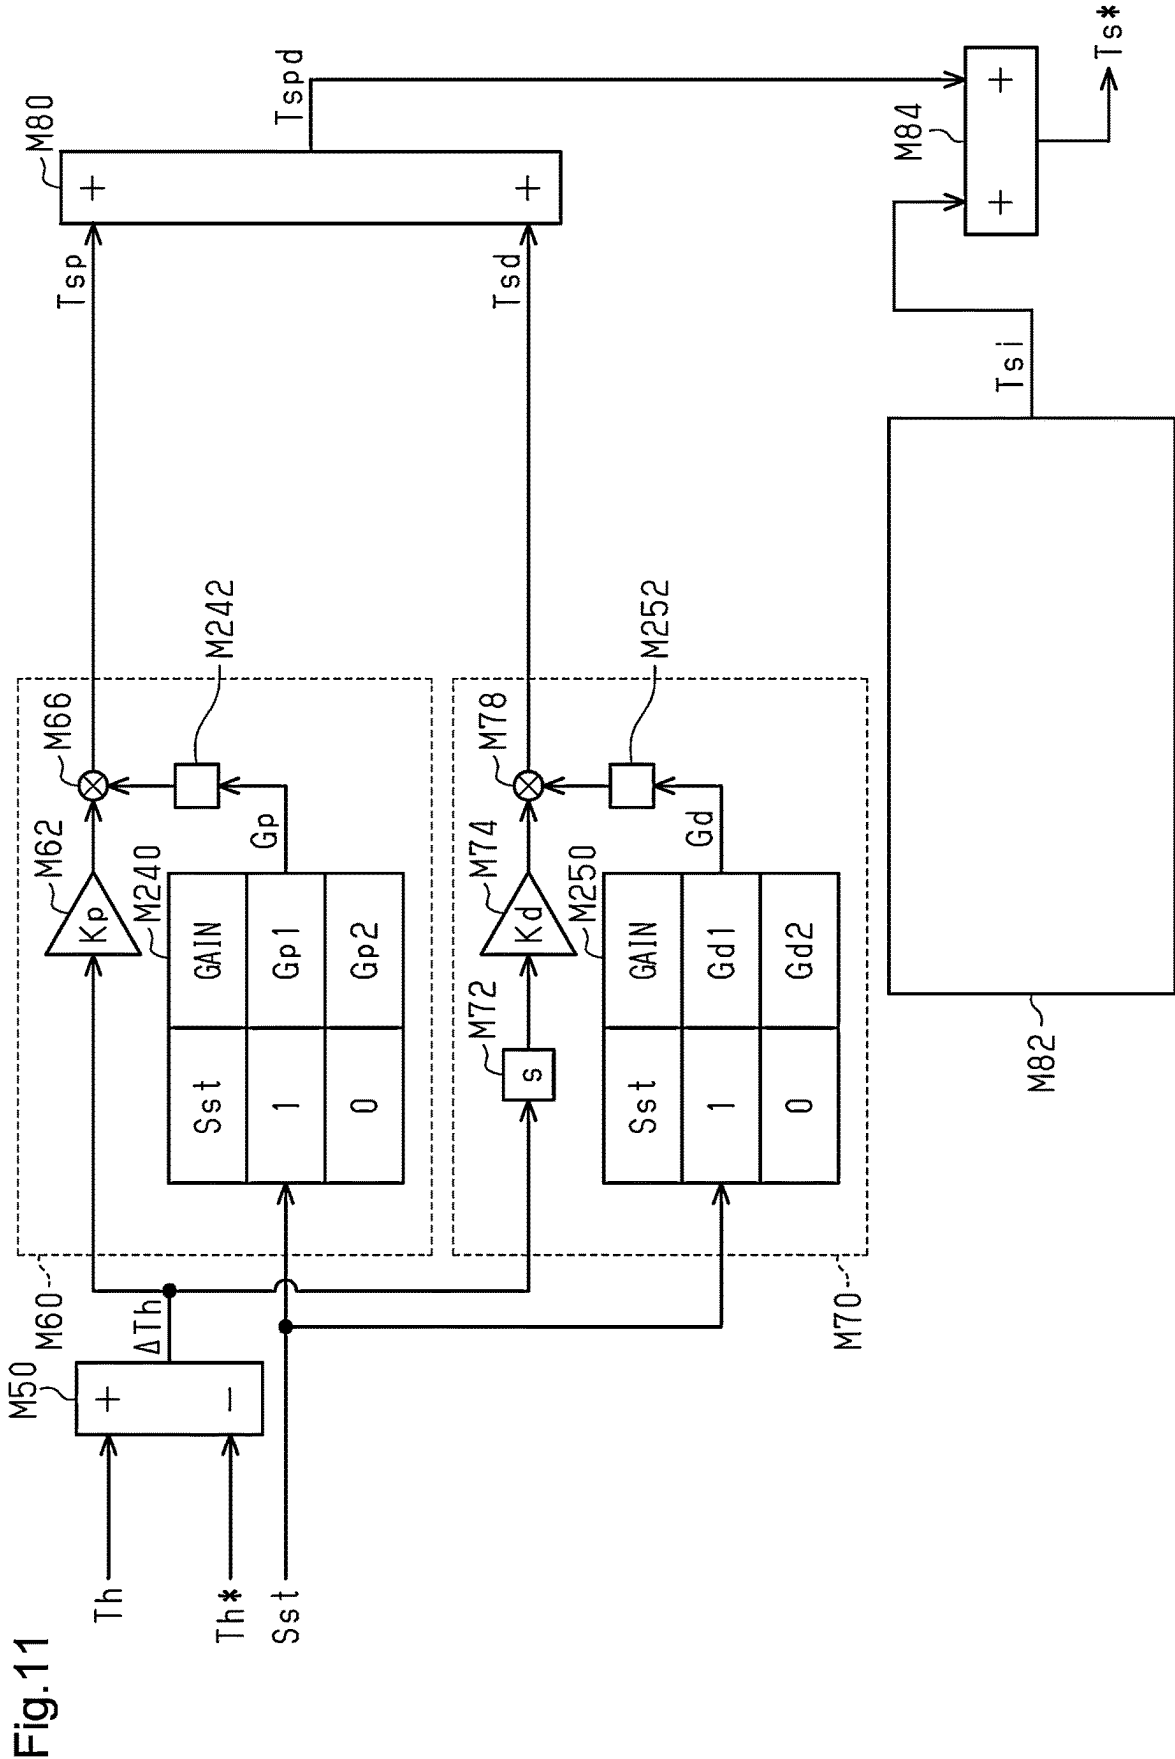 Fig.11
Th
Th*
Sst
M50
+
−
ΔTh
M60
M62
Kp
M66
M240
Sst GAIN
1 Gp1
0 Gp2
Gp
M242
Tsp
M70
M72
s
M74
Kd
M78
M250
Sst GAIN
1 Gd1
0 Gd2
Gd
M252
Tsd
M80
+
+
Tspd
M82
Tsi
M84
+
+
Ts*